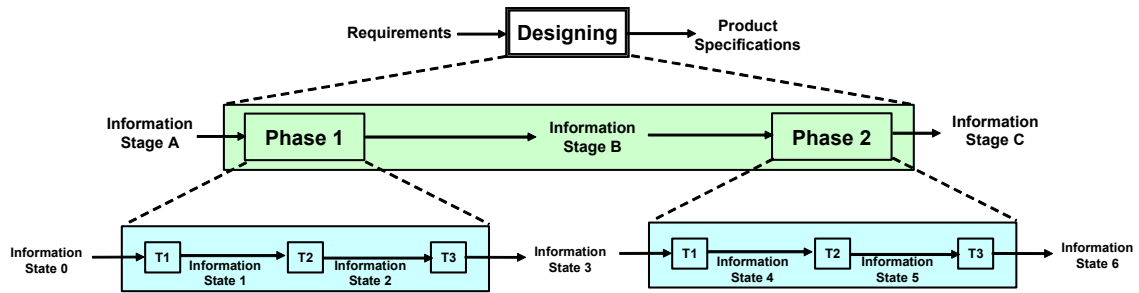 Requirements
Designing
Product
Specifications
Information
Stage A
Phase 1
Information
Stage B
Phase 2
Information
Stage C
Information
State 0
T1
Information
State 1
T2
Information
State 2
T3
Information
State 3
T1
Information
State 4
T2
Information
State 5
T3
Information
State 6